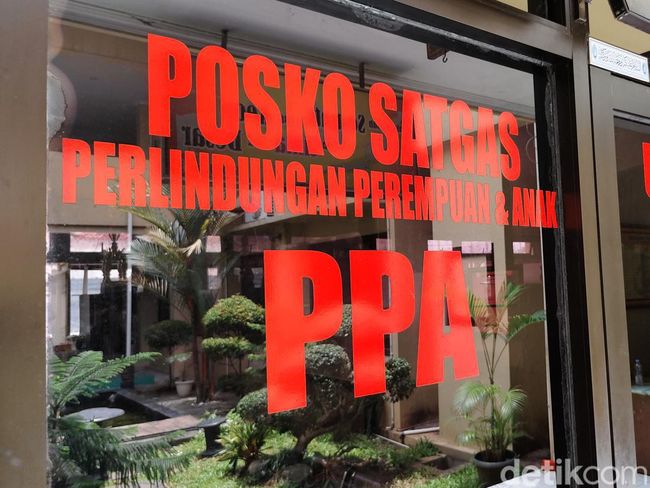 POSKO SATGAS
PERLINDUNGAN PEREMPUAN & ANAK
PPA
detikcom